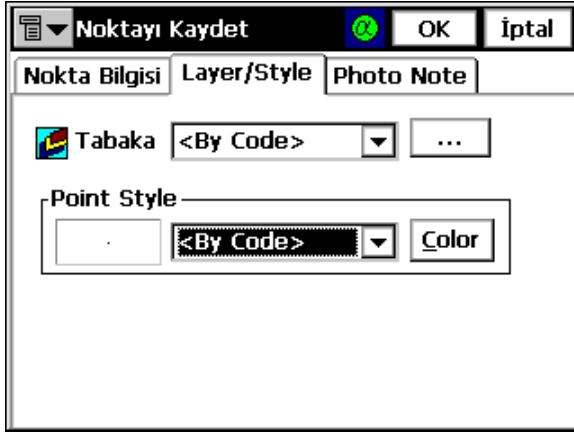 Noktayı Kaydet α OK İptal
Nokta Bilgisi Layer/Style Photo Note
Tabaka <By Code> ...
Point Style
<By Code> Color